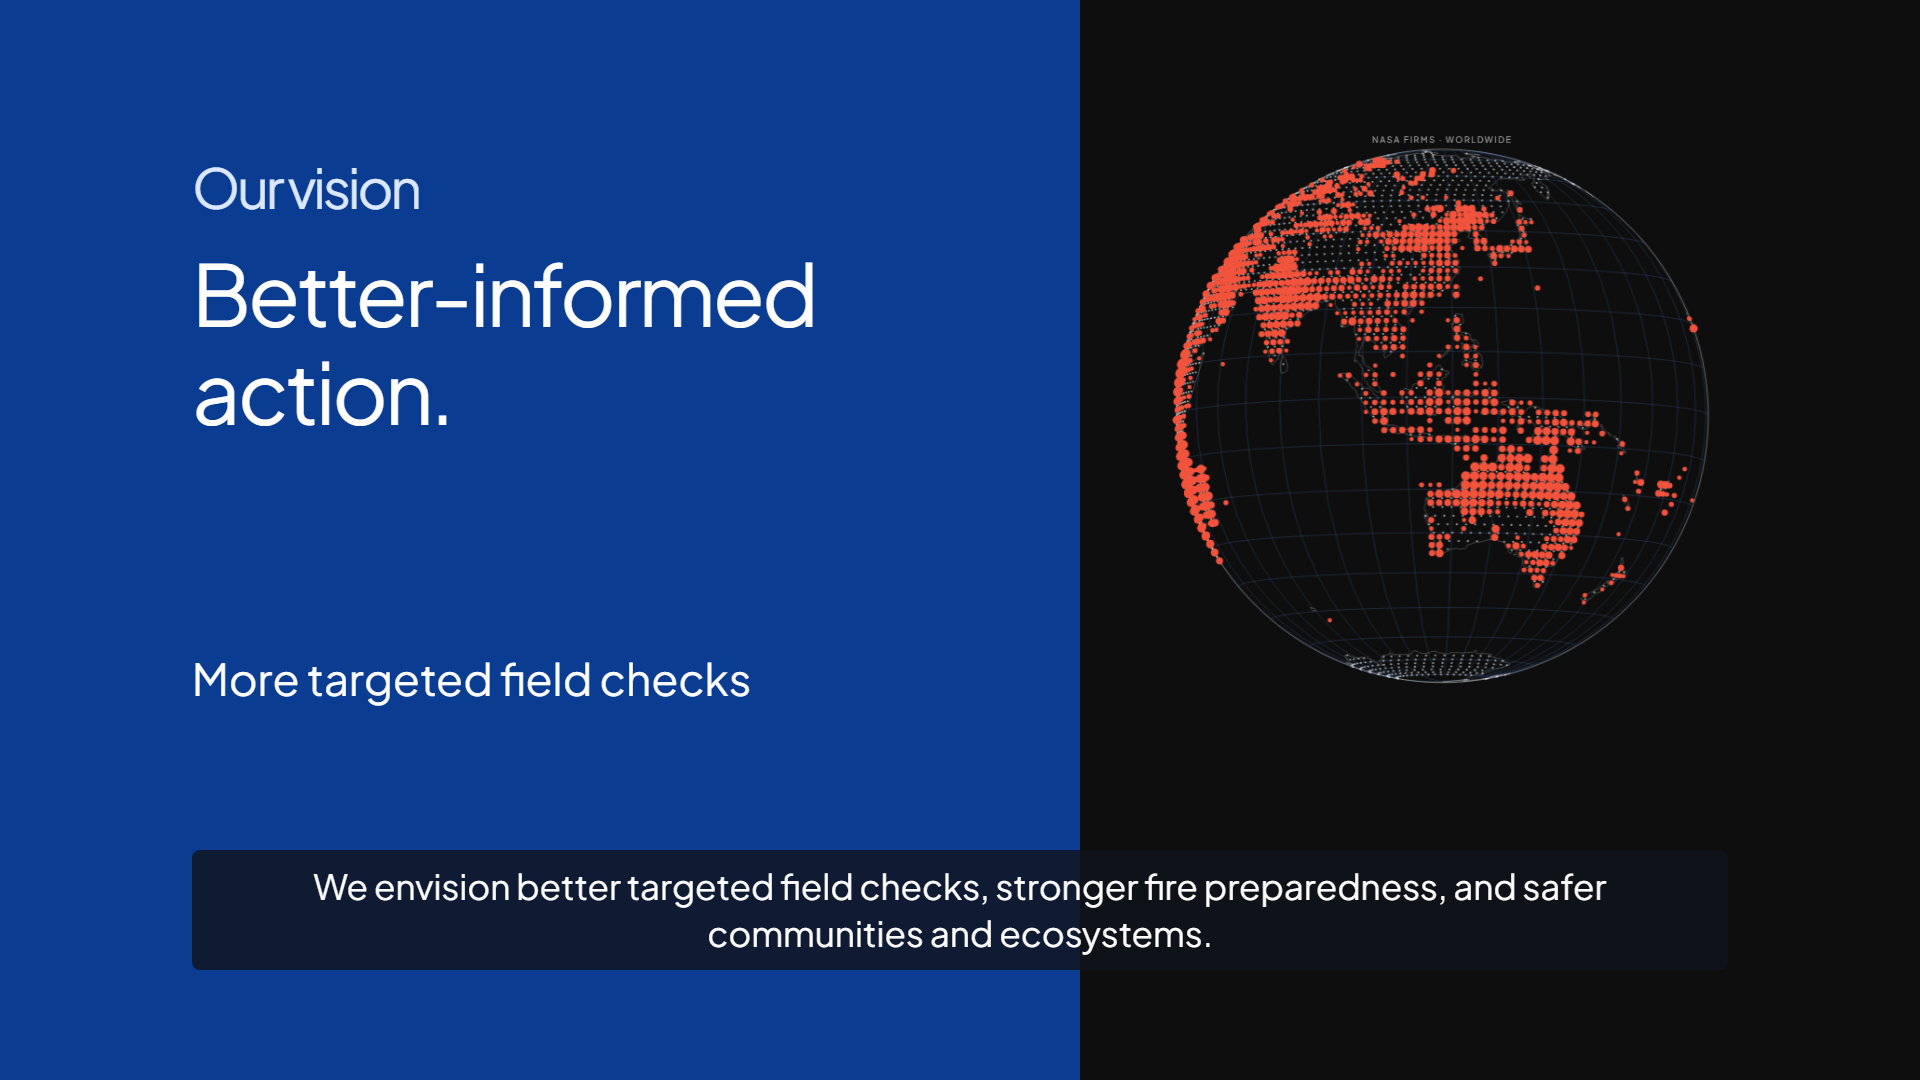 Our vision
Better-informed
action.
More targeted field checks
NASA FIRMS · WORLDWIDE
We envision better targeted field checks, stronger fire preparedness, and safer
communities and ecosystems.